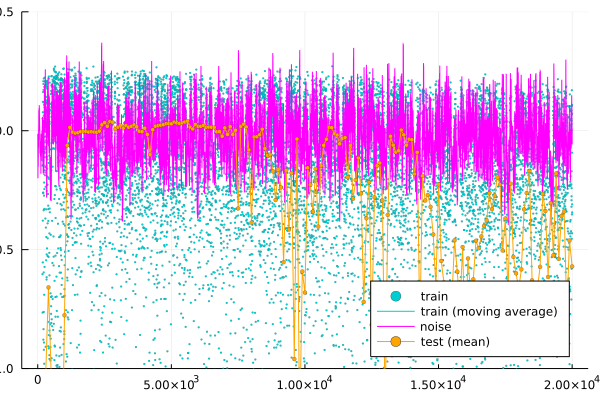 0.5
0.0
0.5
1.0
train
train (moving average)
noise
test (mean)
0
5.00×10³
1.00×10⁴
1.50×10⁴
2.00×10⁴